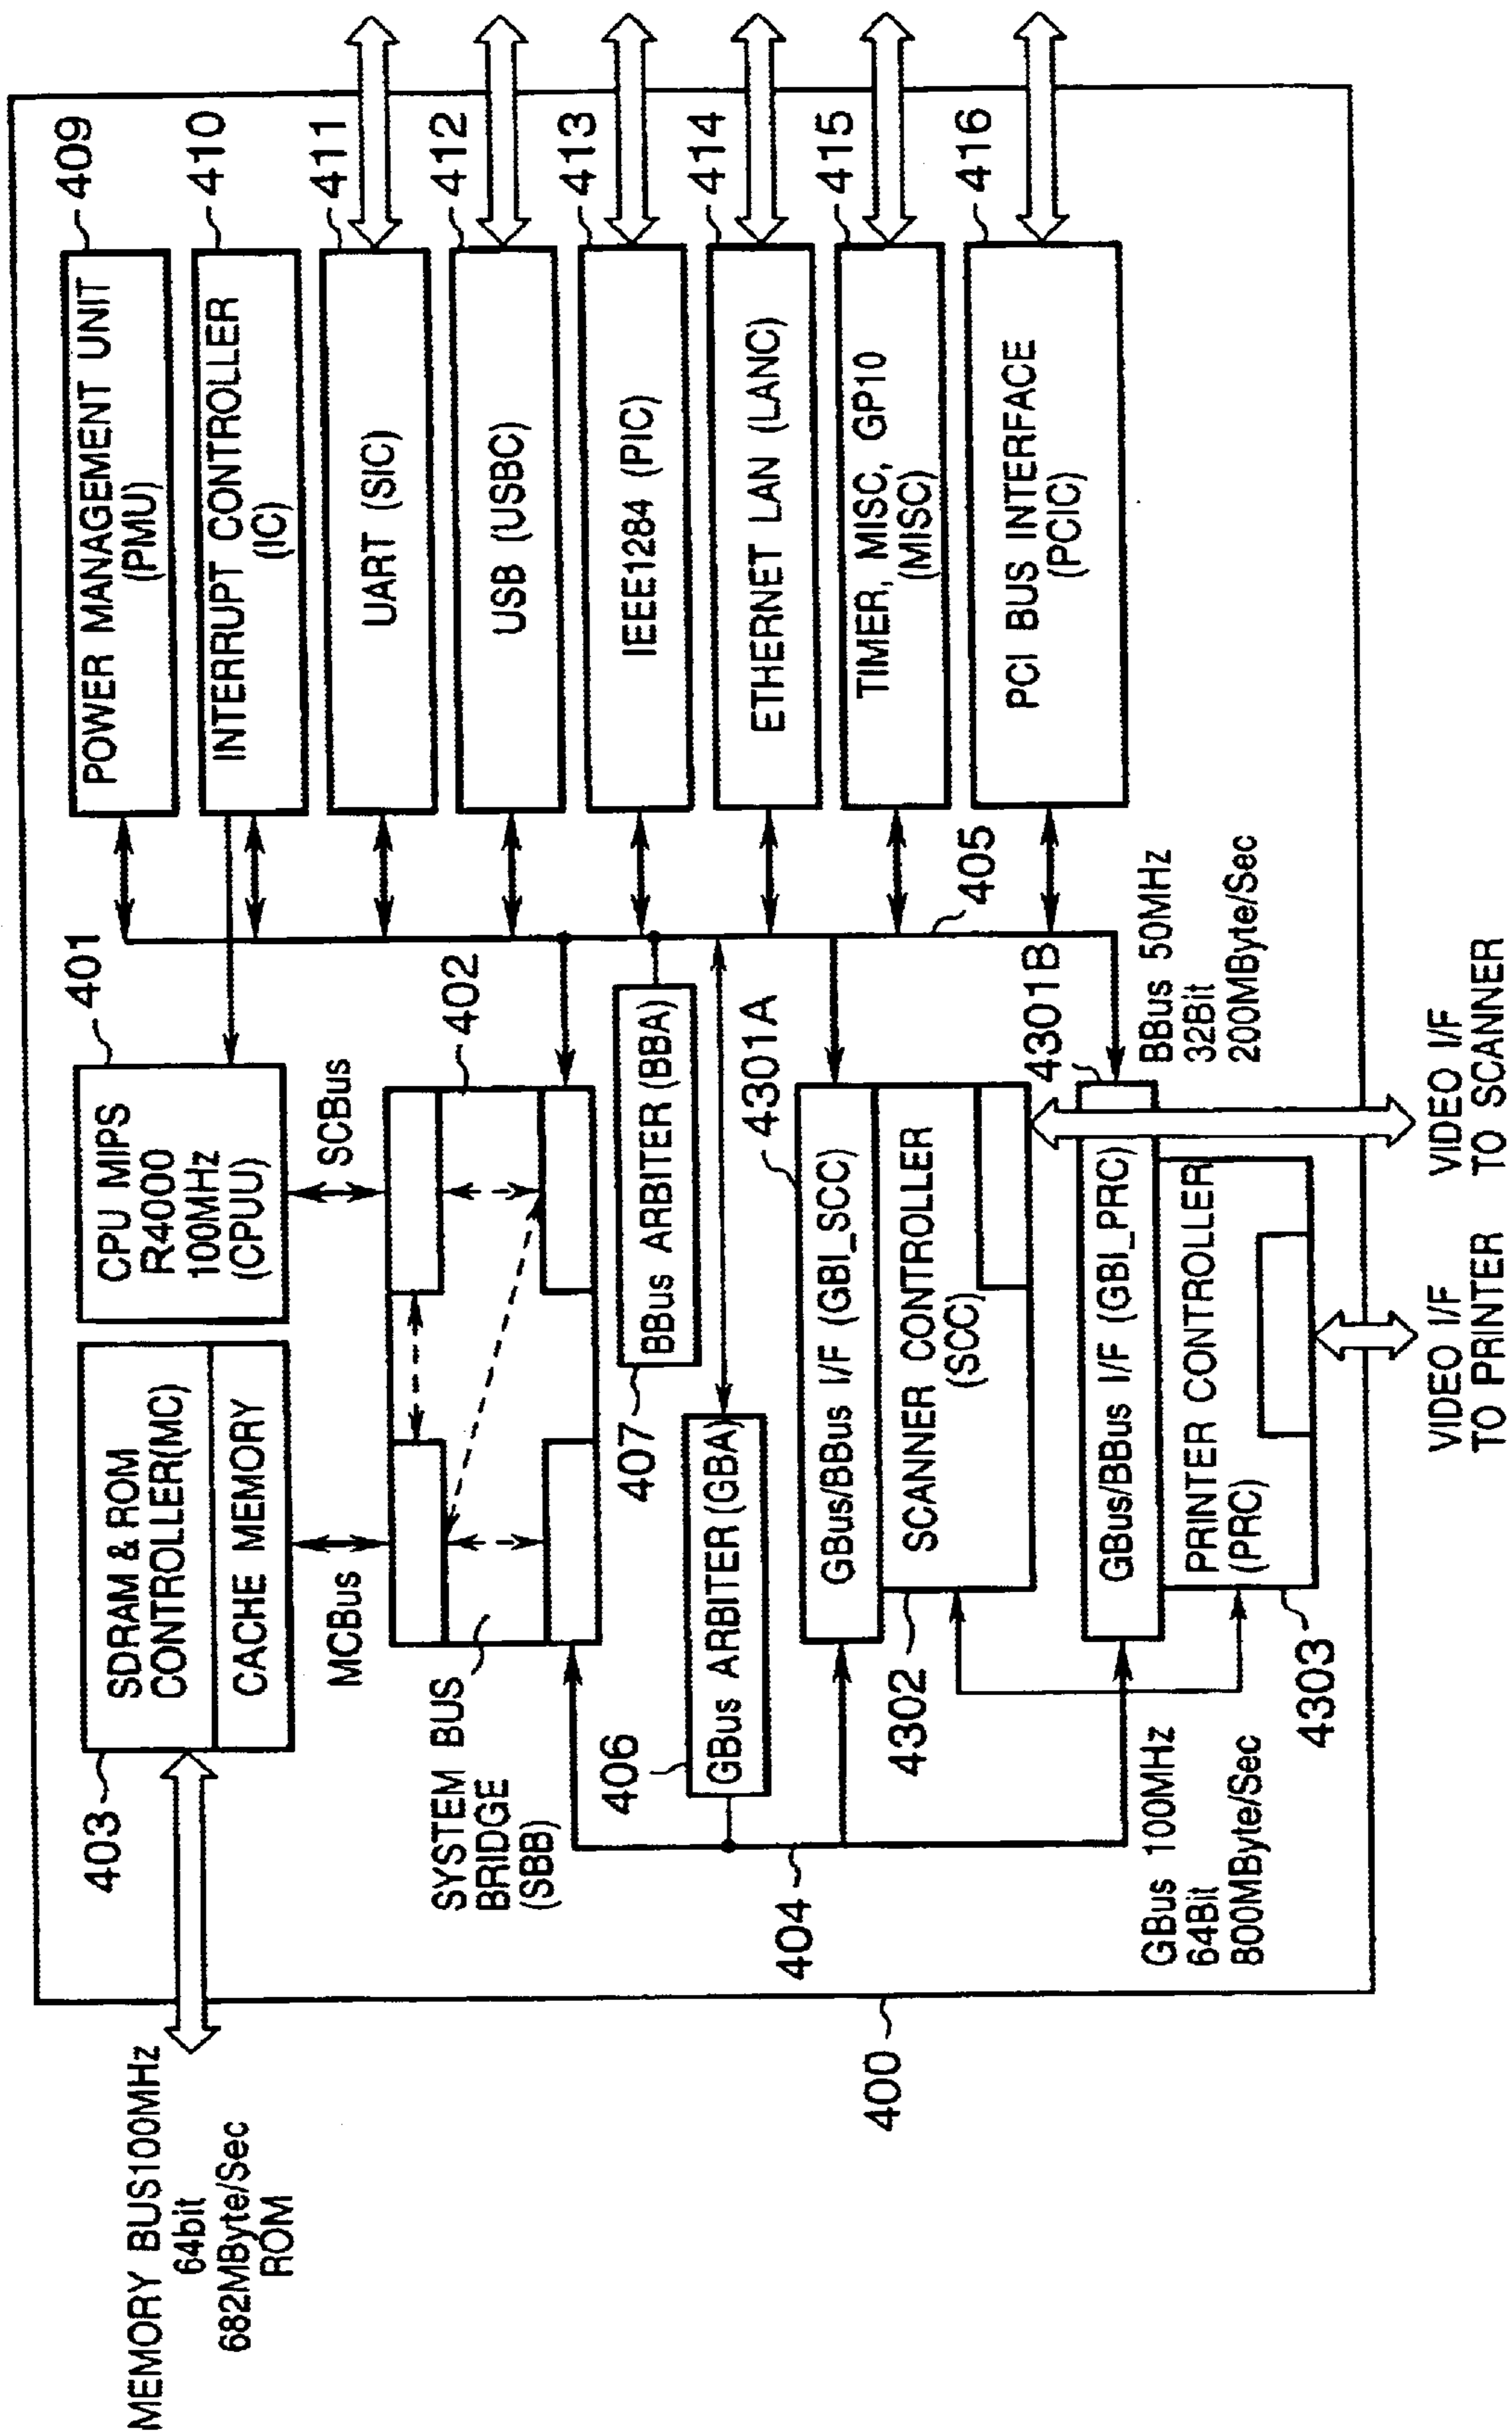 MEMORY BUS100MHz
64bit
682MByte/Sec
ROM
403
SDRAM & ROM
CONTROLLER(MC)
CACHE MEMORY
MCBus
401
CPU MIPS
R4000
100MHz
(CPUU)
SCBus
402
SYSTEM BUS
BRIDGE
(SBB)
409
POWER MANAGEMENT UNIT
(PMU)
410
INTERRUPT CONTROLLER
(IC)
411
UART (SIC)
412
USB (USBC)
413
IEEE1284 (PIC)
414
ETHERNET LAN (LANC)
415
TIMER, MISC, GP10
(MISC)
416
PCI BUS INTERFACE
(PCIC)
407
BBus ARBITER (BBA)
406
GBus ARBITER (GBA)
405
404
4301A
GBus/BBus I/F (GBI_SCC)
SCANNER CONTROLLER
(SCC)
4302
4301B
GBus/BBus I/F (GBI_PRC)
PRINTER CONTROLLER
(PRC)
4303
BBus 50MHz
32Bit
200MByte/Sec
GBus 100MHz
64Bit
800MByte/Sec
400
VIDEO I/F
TO PRINTER
VIDEO I/F
TO SCANNER